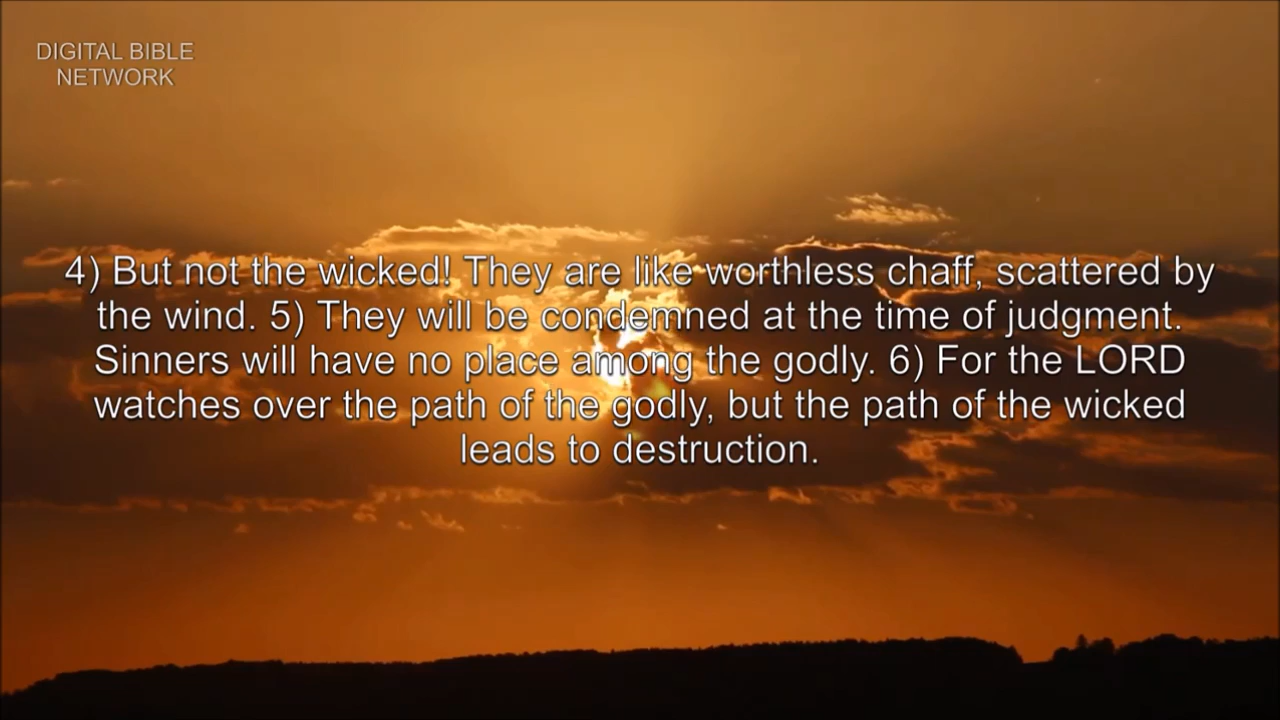 DIGITAL BIBLE
NETWORK
4) But not the wicked! They are like worthless chaff, scattered by
the wind. 5) They will be condemned at the time of judgment.
Sinners will have no place among the godly. 6) For the LORD
watches over the path of the godly, but the path of the wicked
leads to destruction.